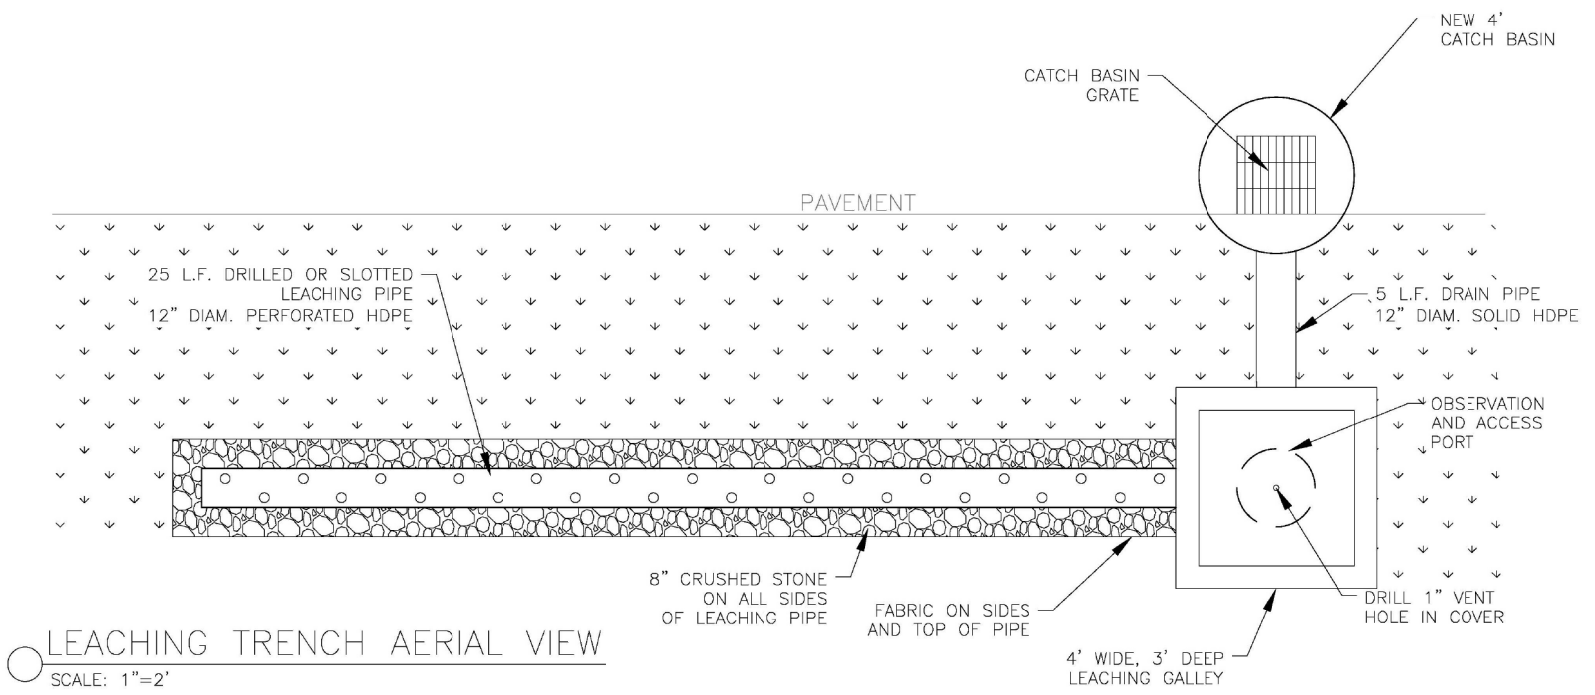 NEW 4'
CATCH BASIN
CATCH BASIN
GRATE
PAVEMENT
25 L.F. DRILLED OR SLOTTED
LEACHING PIPE
12" DIAM. PERFORATED HDPE
5 L.F. DRAIN PIPE
12" DIAM. SOLID HDPE
OBSERVATION
AND ACCESS
PORT
8" CRUSHED STONE
ON ALL SIDES
OF LEACHING PIPE
FABRIC ON SIDES
AND TOP OF PIPE
DRILL 1" VENT
HOLE IN COVER
4' WIDE, 3' DEEP
LEACHING GALLEY
LEACHING TRENCH AERIAL VIEW
SCALE: 1"=2'